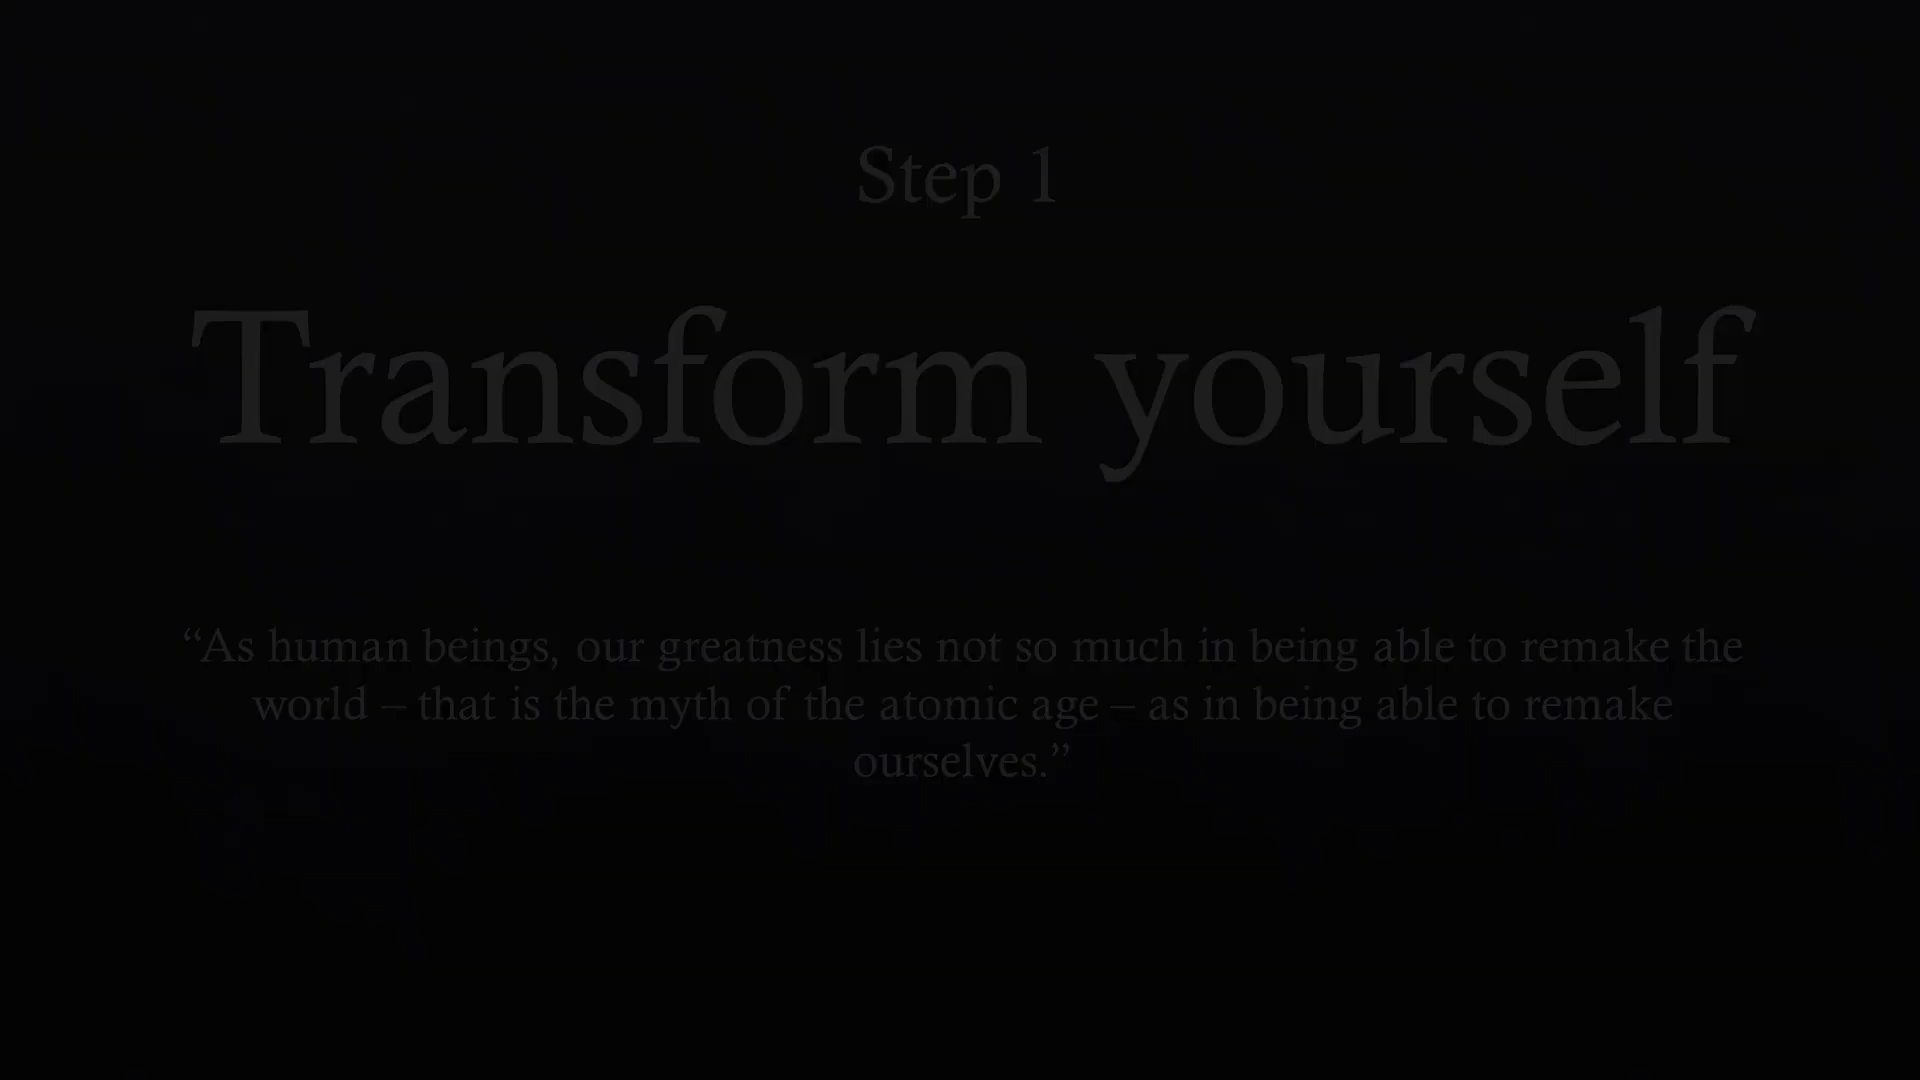 Step 1
Transform yourself
“As human beings, our greatness lies not so much in being able to remake the
world – that is the myth of the atomic age – as in being able to remake
ourselves.”